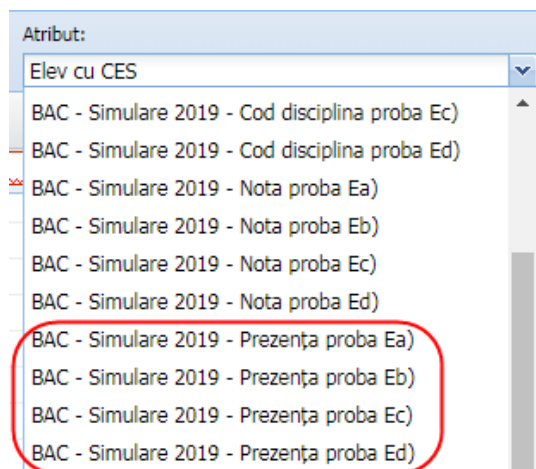 Atribut:
Elev cu CES
BAC - Simulare 2019 - Cod disciplina proba Ec)
BAC - Simulare 2019 - Cod disciplina proba Ed)
BAC - Simulare 2019 - Nota proba Ea)
BAC - Simulare 2019 - Nota proba Eb)
BAC - Simulare 2019 - Nota proba Ec)
BAC - Simulare 2019 - Nota proba Ed)
BAC - Simulare 2019 - Prezența proba Ea)
BAC - Simulare 2019 - Prezența proba Eb)
BAC - Simulare 2019 - Prezența proba Ec)
BAC - Simulare 2019 - Prezența proba Ed)